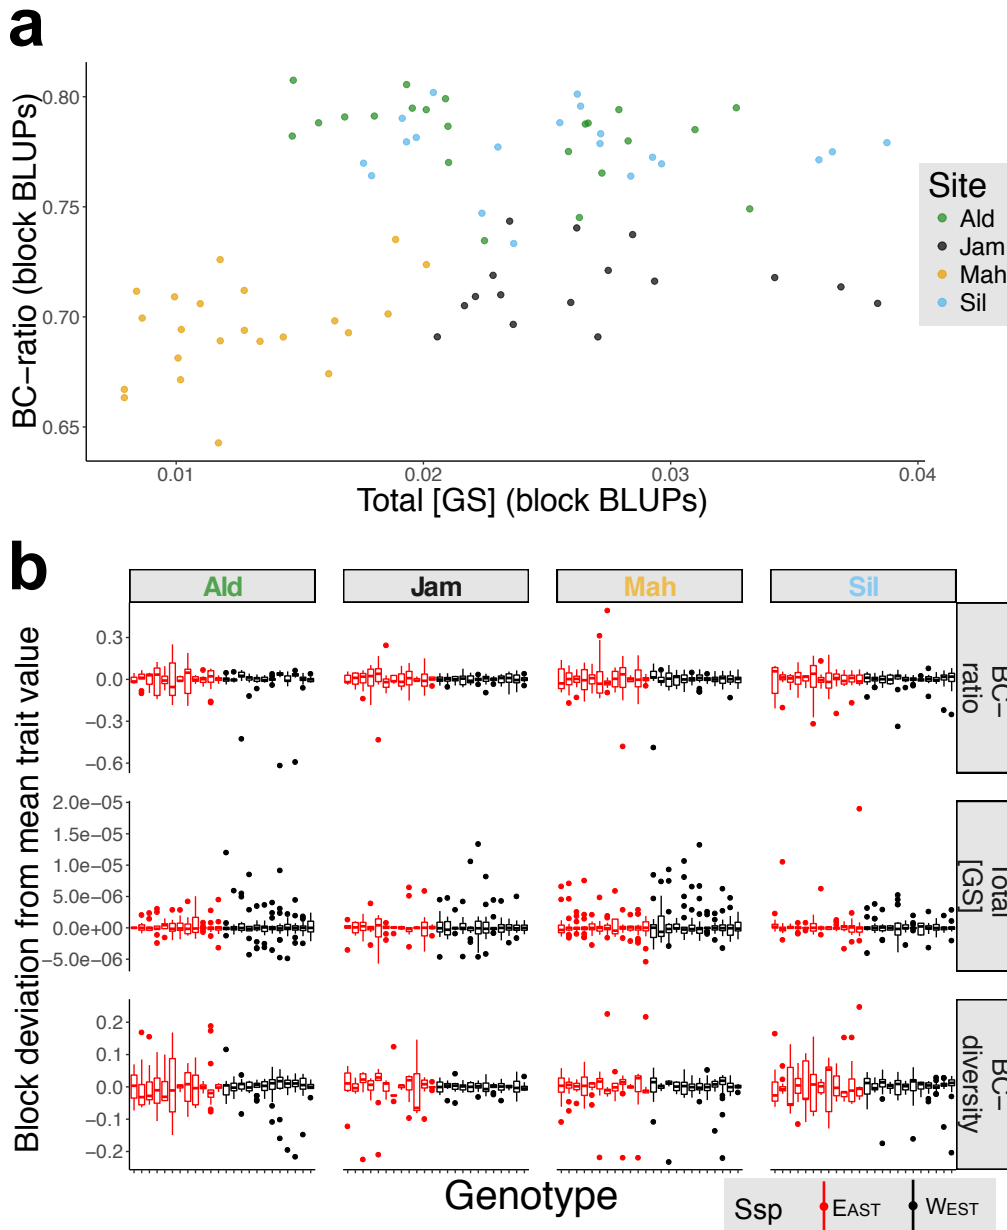 a
BC−ratio (block BLUPs)
0.80
0.75
0.70
0.65
0.01
0.02
0.03
0.04
Total [GS] (block BLUPs)
Site
Ald
Jam
Mah
Sil
b
Block deviation from mean trait value
Ald
Jam
Mah
Sil
0.3
0.0
−0.3
−0.6
BC−
ratio
2.0e−05
1.5e−05
1.0e−05
5.0e−06
0.0e+00
−5.0e−06
Total
[GS]
0.2
0.1
0.0
−0.1
−0.2
BC−
diversity
Genotype
Ssp
EAST
WEST